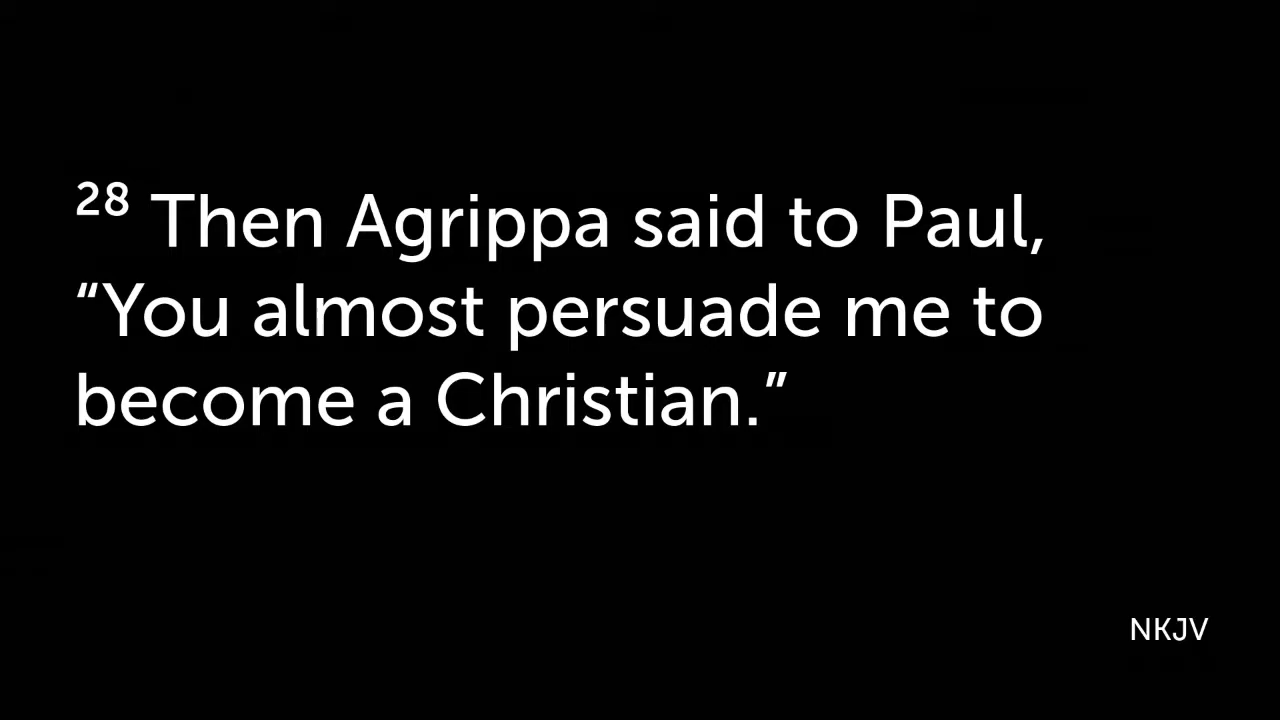 28 Then Agrippa said to Paul,
“You almost persuade me to
become a Christian.”
NKJV